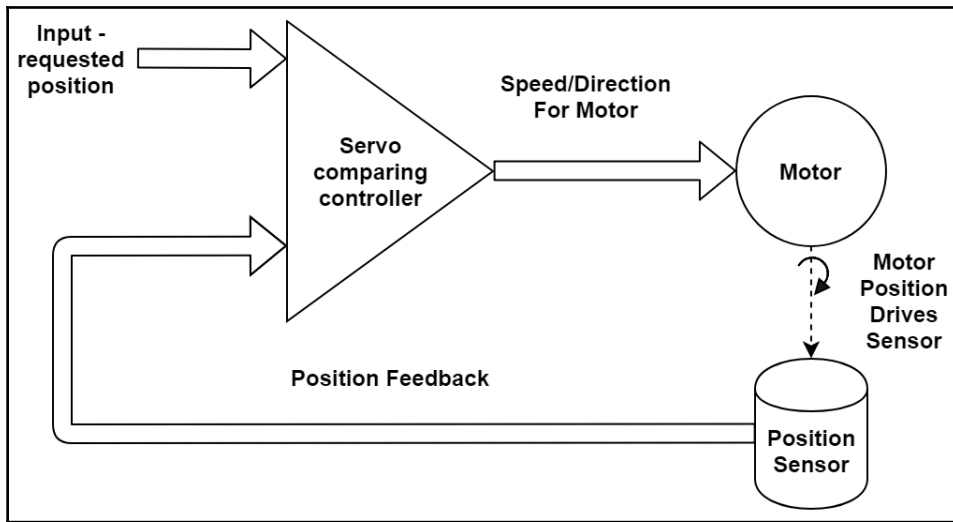 Input -
requested
position
Speed/Direction
For Motor
Servo
comparing
controller
Motor
Motor
Position
Drives
Sensor
Position Feedback
Position
Sensor